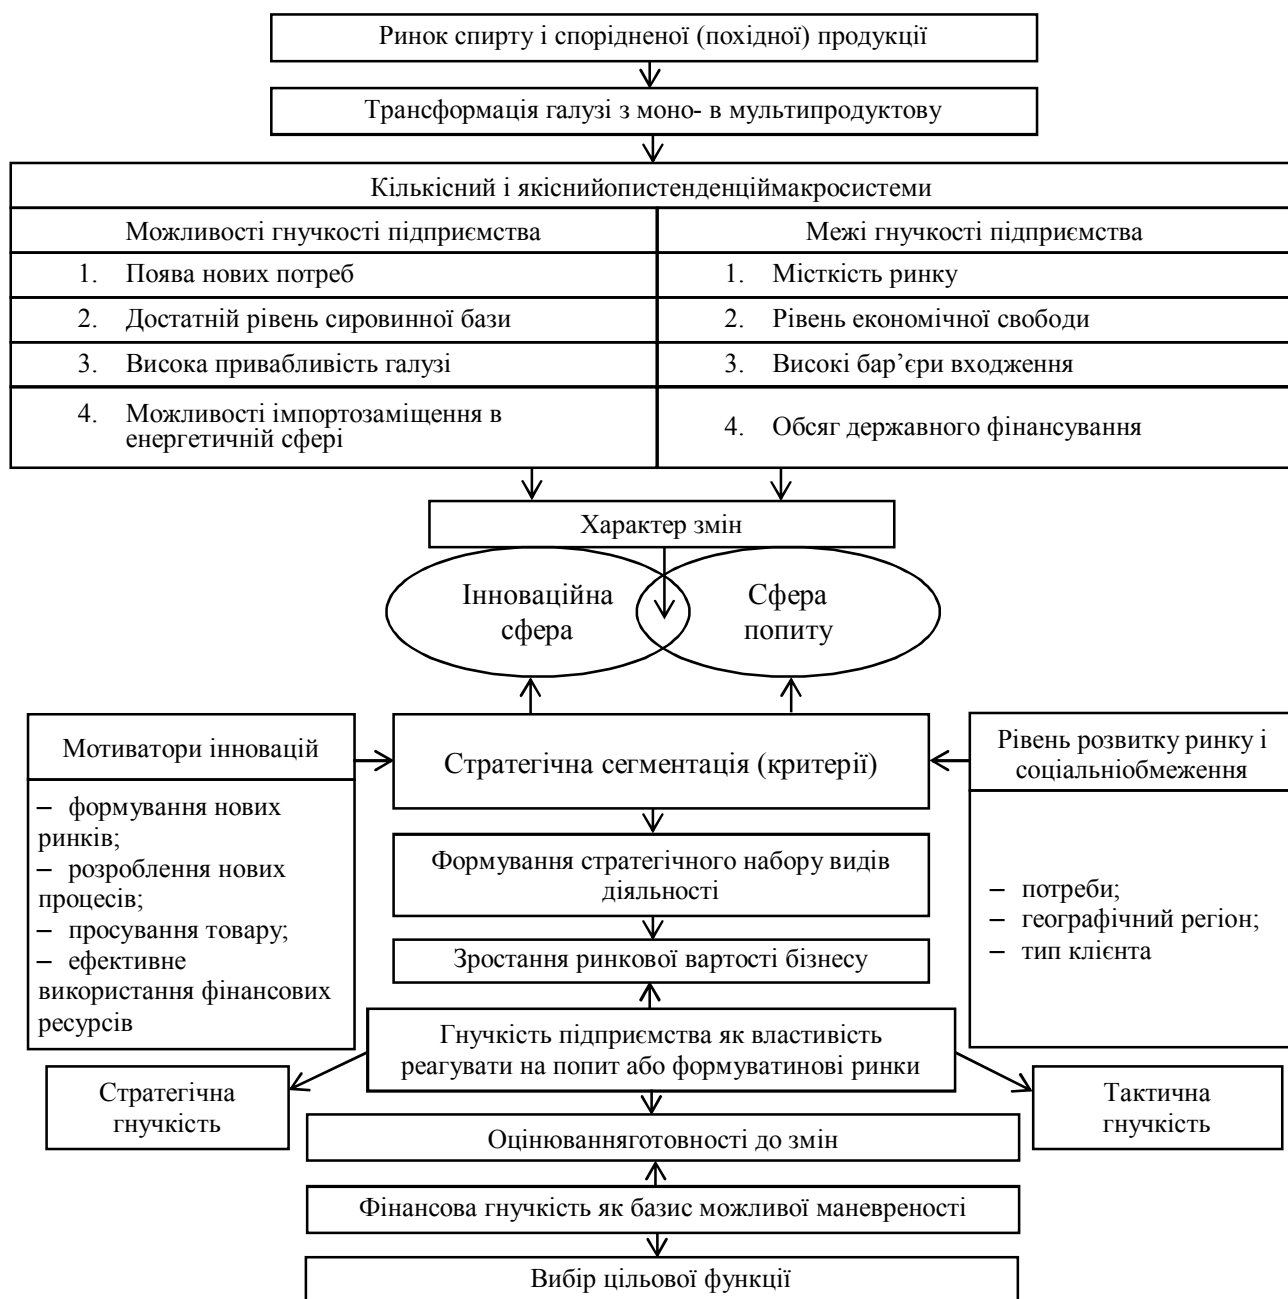 Ринок спирту і спорідненої (похідної) продукції
Трансформація галузі з моно- в мультипродуктову
Кількісний і якіснийопистенденціймакросистеми
Можливості гнучкості підприємства
Межі гнучкості підприємства
1. Поява нових потреб
1. Місткість ринку
2. Достатній рівень сировинної бази
2. Рівень економічної свободи
3. Висока привабливість галузі
3. Високі бар’єри входження
4. Можливості імпортозаміщення в
енергетичній сфері
4. Обсяг державного фінансування
Характер змін
Інноваційна
сфера
Сфера
попиту
Мотиватори інновацій
– формування нових
ринків;
– розроблення нових
процесів;
– просування товару;
– ефективне
використання фінансових
ресурсів
Стратегічна сегментація (критерії)
Рівень розвитку ринку і
соціальніобмеження
– потреби;
– географічний регіон;
– тип клієнта
Формування стратегічного набору видів
діяльності
Зростання ринкової вартості бізнесу
Гнучкість підприємства як властивість
реагувати на попит або формуватинові ринки
Стратегічна
гнучкість
Тактична
гнучкість
Оцінюванняготовності до змін
Фінансова гнучкість як базис можливої маневреності
Вибір цільової функції